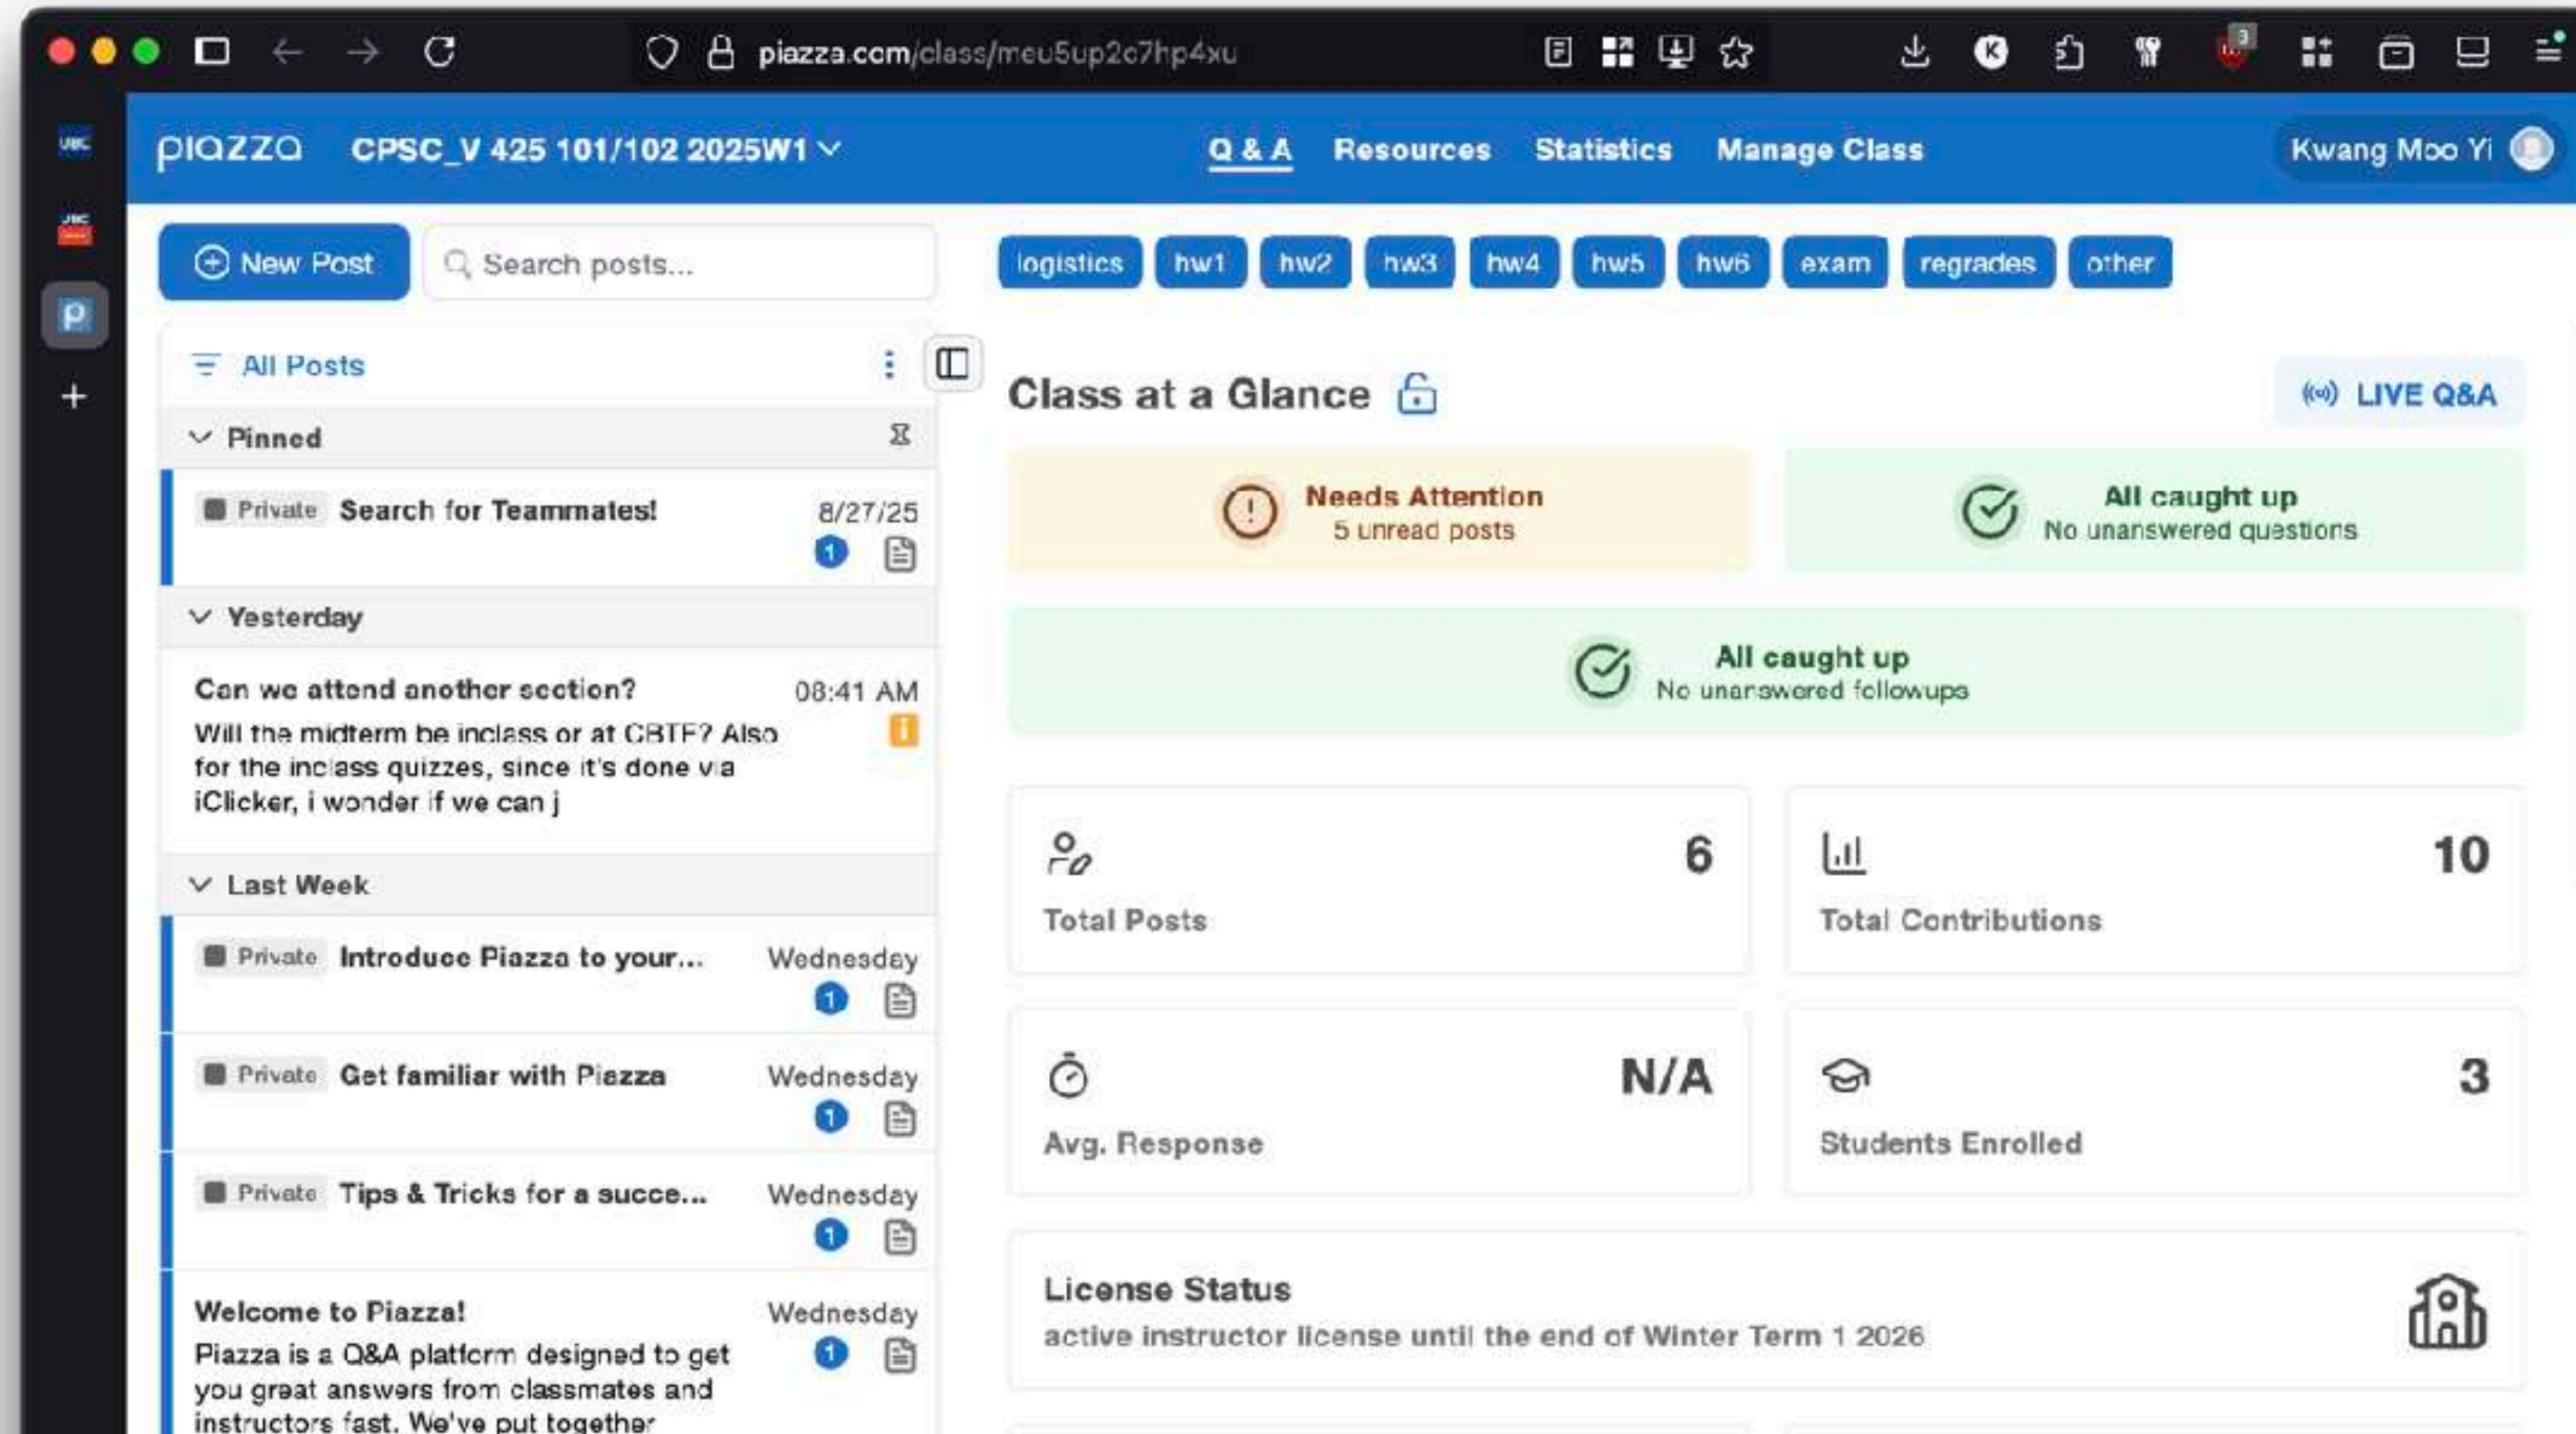 piazza.com/class/meu5up2c7hp4xu
3
UBC
piazza
CPSC_V 425 101/102 2025W1
Q & A
Resources
Statistics
Manage Class
Kwang Moo Yi
New Post
Search posts...
logistics
hw1
hw2
hw3
hw4
hw5
hw6
exam
regrades
other
All Posts
Class at a Glance
LIVE Q&A
Pinned
Private Search for Teammates! 8/27/25
1
Needs Attention
5 unread posts
All caught up
No unanswered questions
Yesterday
All caught up
No unanswered followups
Can we attend another section? 08:41 AM
Will the midterm be inclass or at CBTF? Also
for the inclass quizzes, since it's done via
iClicker, i wonder if we can j
6
Total Posts
10
Total Contributions
Last Week
Private Introduce Piazza to your... Wednesday
1
Private Get familiar with Piazza Wednesday
1
Private Tips & Tricks for a succe... Wednesday
1
Welcome to Piazza! Wednesday
1
Piazza is a Q&A platform designed to get
you great answers from classmates and
instructors fast. We've put together
N/A
Avg. Response
3
Students Enrolled
License Status
active instructor license until the end of Winter Term 1 2026